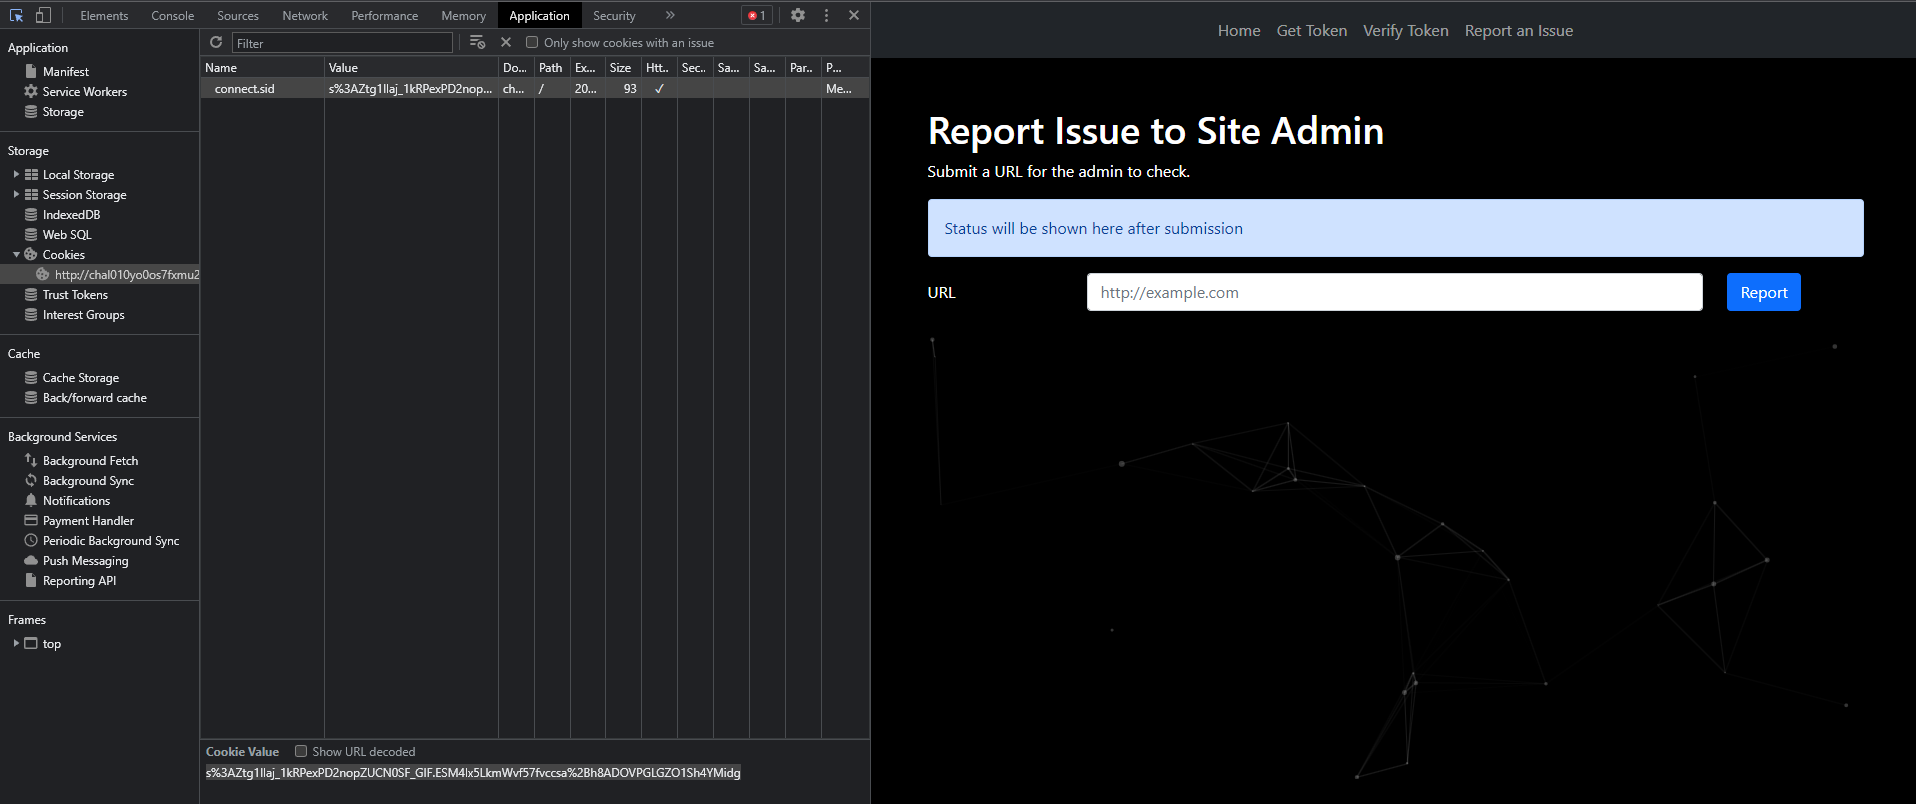 Elements Console Sources Network Performance Memory Application Security » 1
Application
Manifest
Service Workers
Storage
Storage
Local Storage
Session Storage
IndexedDB
Web SQL
Cookies
http://chal010yo0os7fxmu2
Trust Tokens
Interest Groups
Cache
Cache Storage
Back/forward cache
Background Services
Background Fetch
Background Sync
Notifications
Payment Handler
Periodic Background Sync
Push Messaging
Reporting API
Frames
top
Filter Only show cookies with an issue
Name Value Do... Path Ex... Size Htt.. Sec.. Sa... Sa... Par.. P...
connect.sid s%3AZtg1lIaj_1kRPexPD2nop... ch... / 20... 93 ✓ Me...
Cookie Value Show URL decoded
s%3AZtg1lIaj_1kRPexPD2nopZUCN0SF_GIF.ESM4lx5LkmWvf57fvccsa%2Bh8ADOVPGLGZO1Sh4YMidg
Home Get Token Verify Token Report an Issue
Report Issue to Site Admin
Submit a URL for the admin to check.
Status will be shown here after submission
URL http://example.com Report